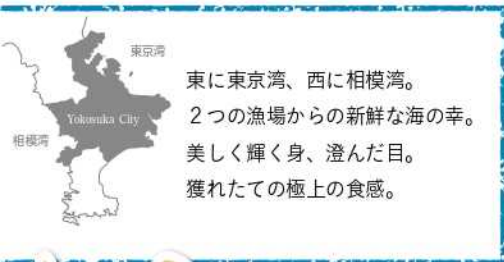 東京湾
Yokosuka City
相模湾
東に東京湾、西に相模湾。
２つの漁場からの新鮮な海の幸。
美しく輝く身、澄んだ目。
獲れたての極上の食感。